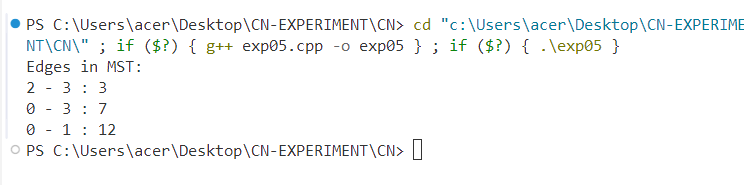 PS C:\Users\acer\Desktop\CN-EXPERIMENT\CN> cd "c:\Users\acer\Desktop\CN-EXPERIME
NT\CN\" ; if ($?) { g++ exp05.cpp -o exp05 } ; if ($?) { .\exp05 }
Edges in MST:
2 - 3 : 3
0 - 3 : 7
0 - 1 : 12
PS C:\Users\acer\Desktop\CN-EXPERIMENT\CN>